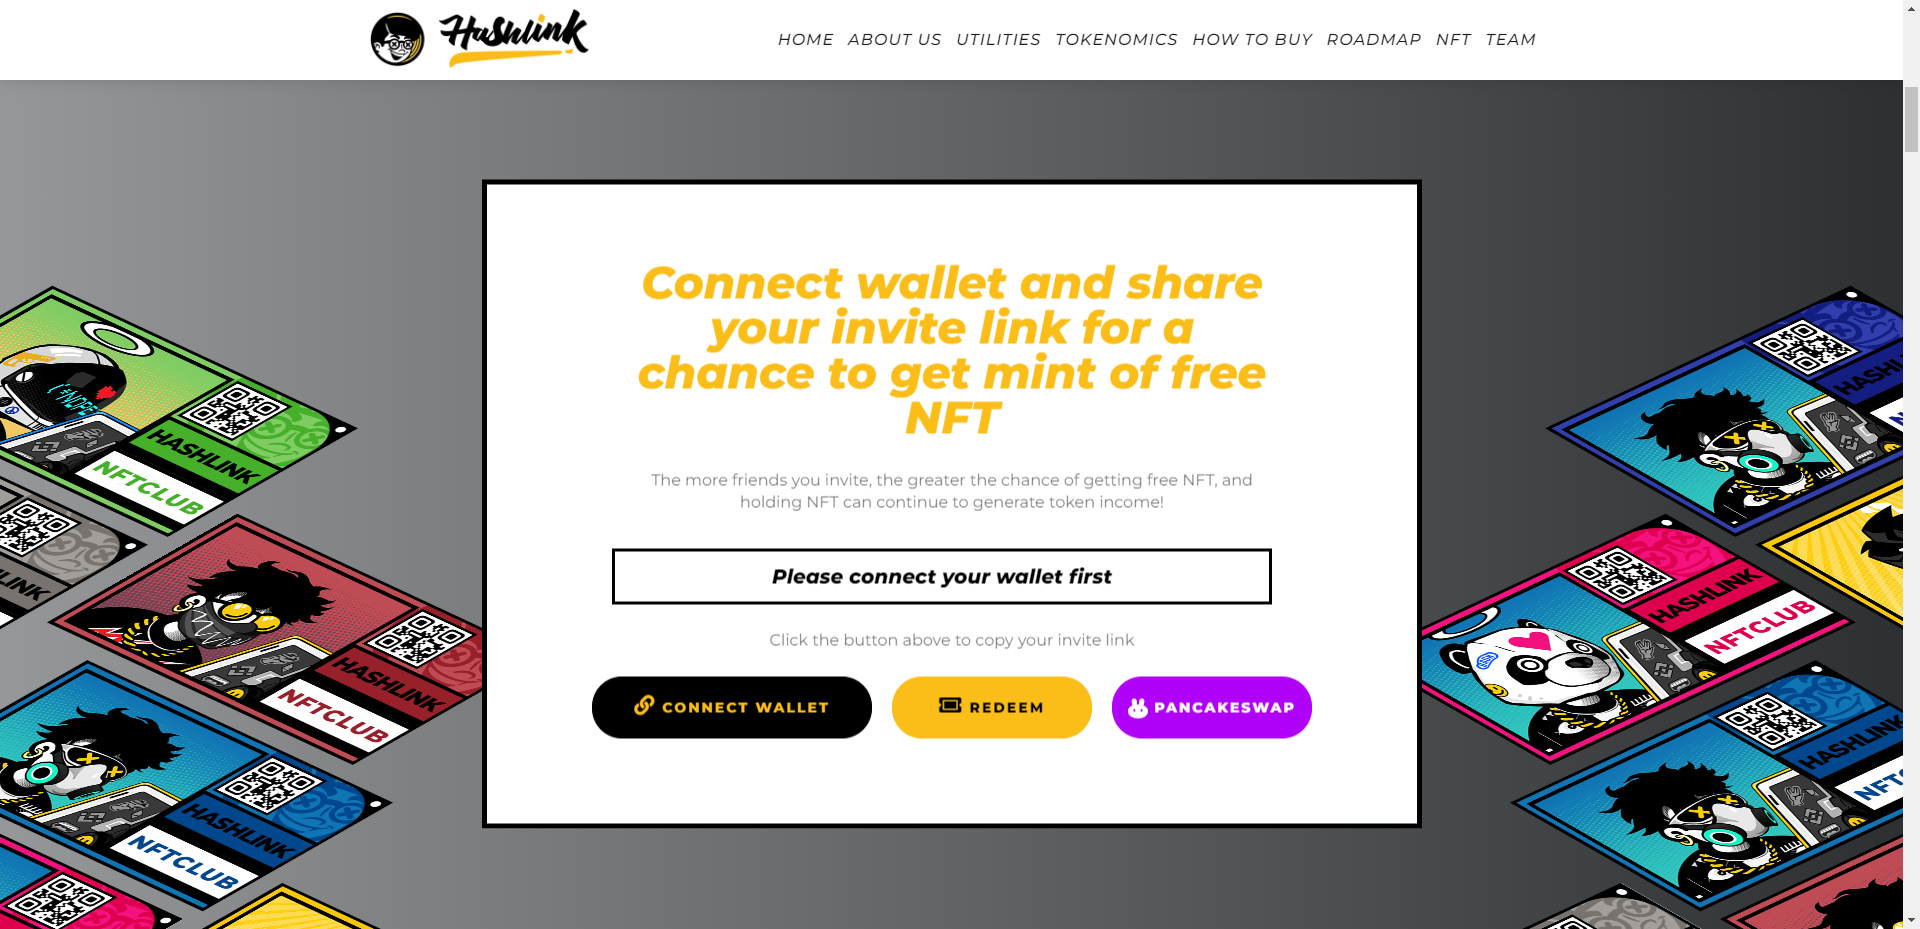 Hashlink
HOME ABOUT US UTILITIES TOKENOMICS HOW TO BUY ROADMAP NFT TEAM
Connect wallet and share
your invite link for a
chance to get mint of free
NFT
The more friends you invite, the greater the chance of getting free NFT, and
holding NFT can continue to generate token income!
Please connect your wallet first
Click the button above to copy your invite link
CONNECT WALLET
REDEEM
PANCAKESWAP
HASHLINK
NFTCLUB
HASHLINK
NFTCLUB
HASHLINK
NFTCLUB
HASHLINK
NFTCLUB
HASHLINK